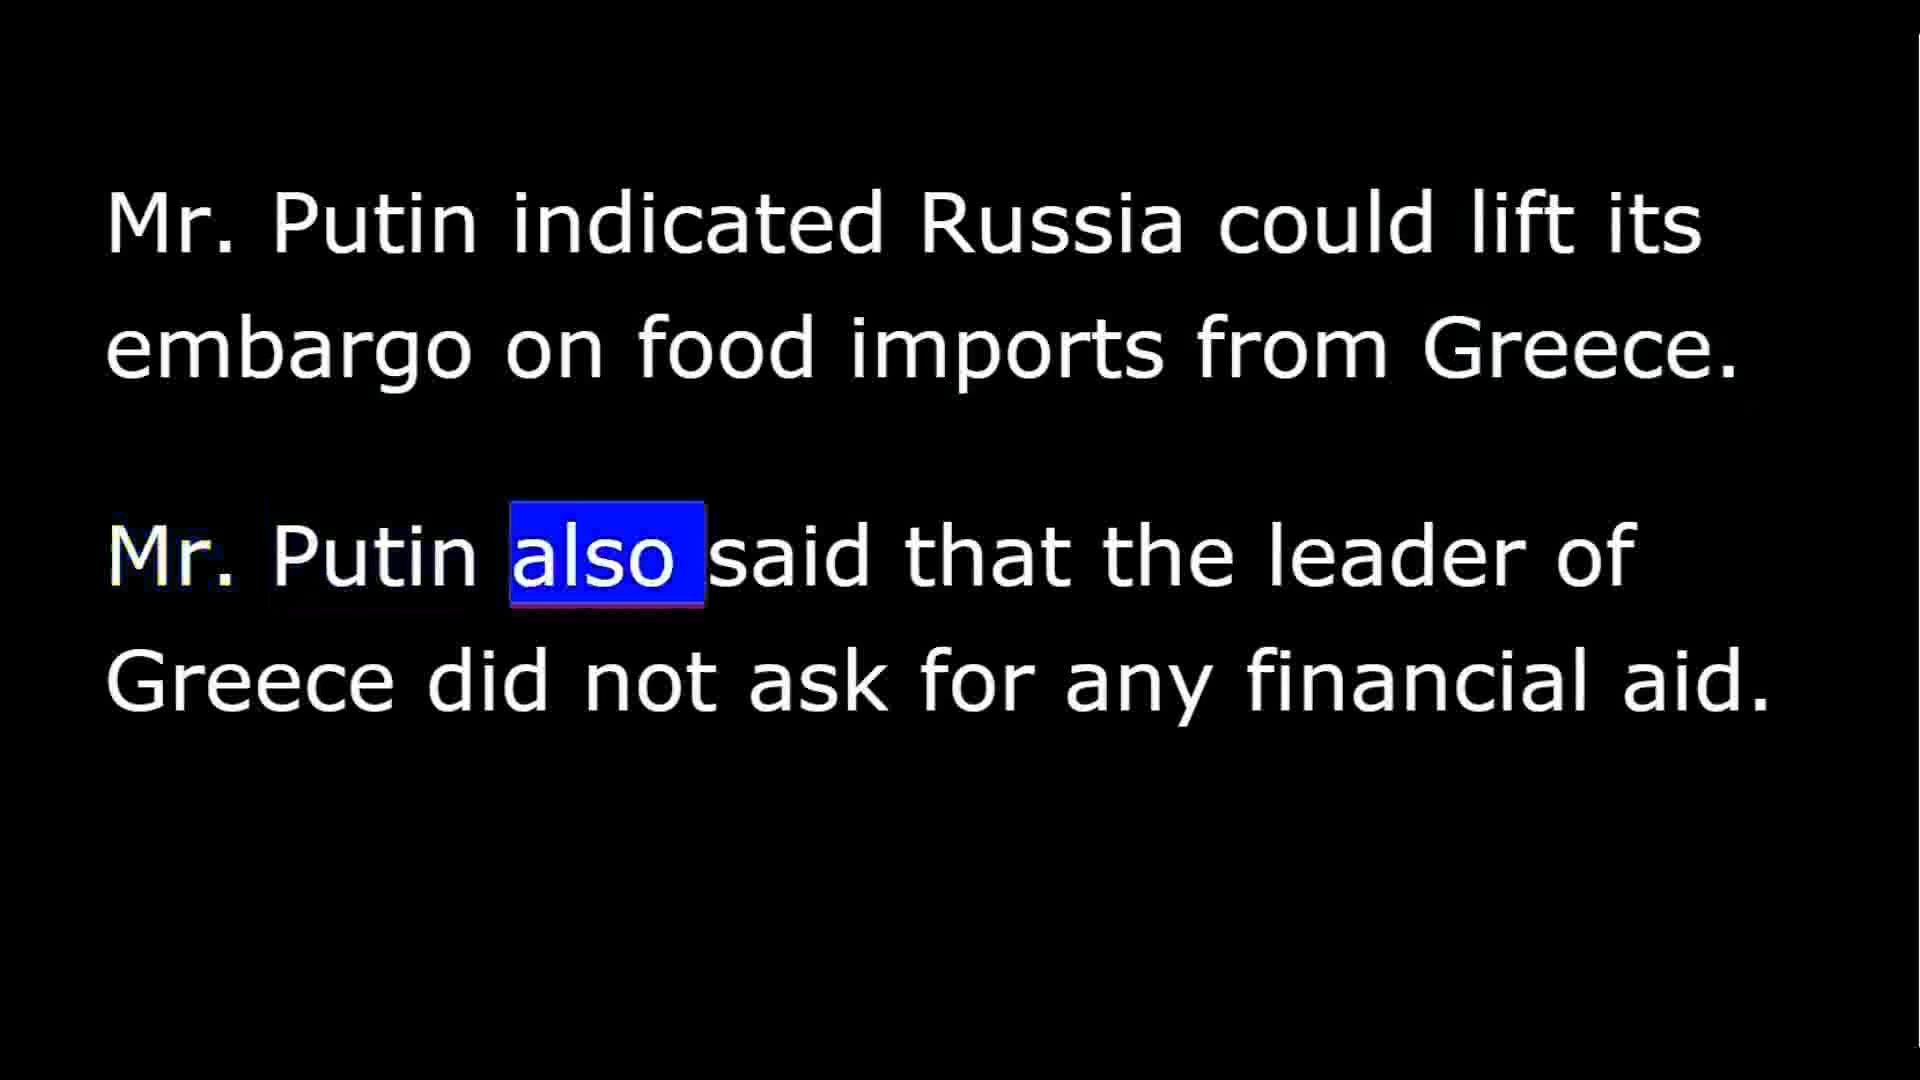 Mr. Putin indicated Russia could lift its
embargo on food imports from Greece.
Mr. Putin also said that the leader of
Greece did not ask for any financial aid.